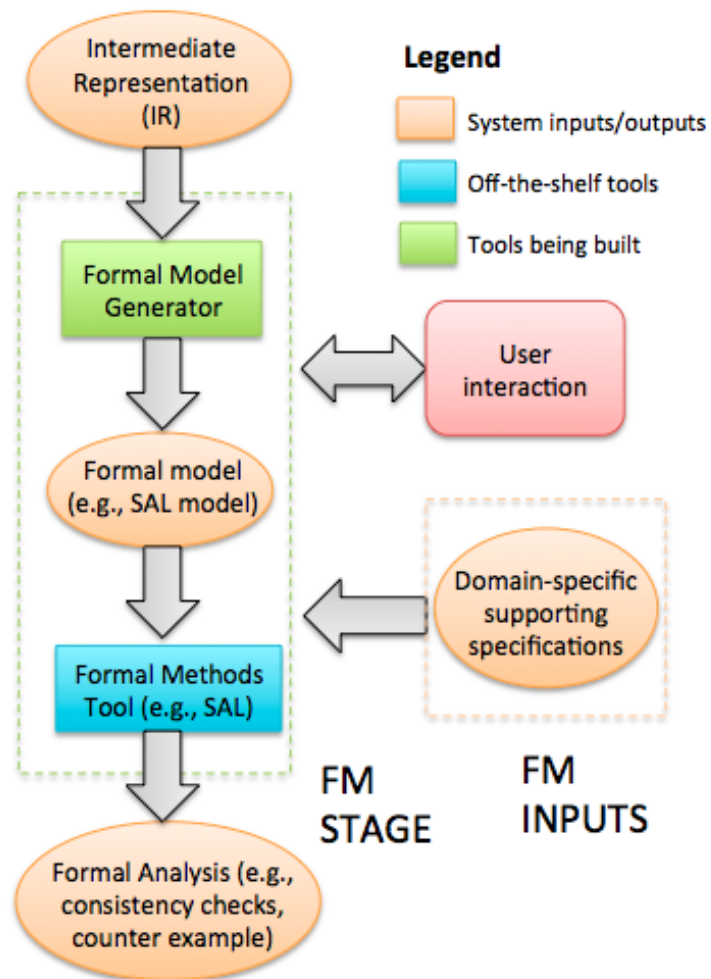 Intermediate
Representation
(IR)
Legend
System inputs/outputs
Off-the-shelf tools
Tools being built
Formal Model
Generator
User
interaction
Formal model
(e.g., SAL model)
Domain-specific
supporting
specifications
Formal Methods
Tool (e.g., SAL)
FM
STAGE
FM
INPUTS
Formal Analysis (e.g.,
consistency checks,
counter example)